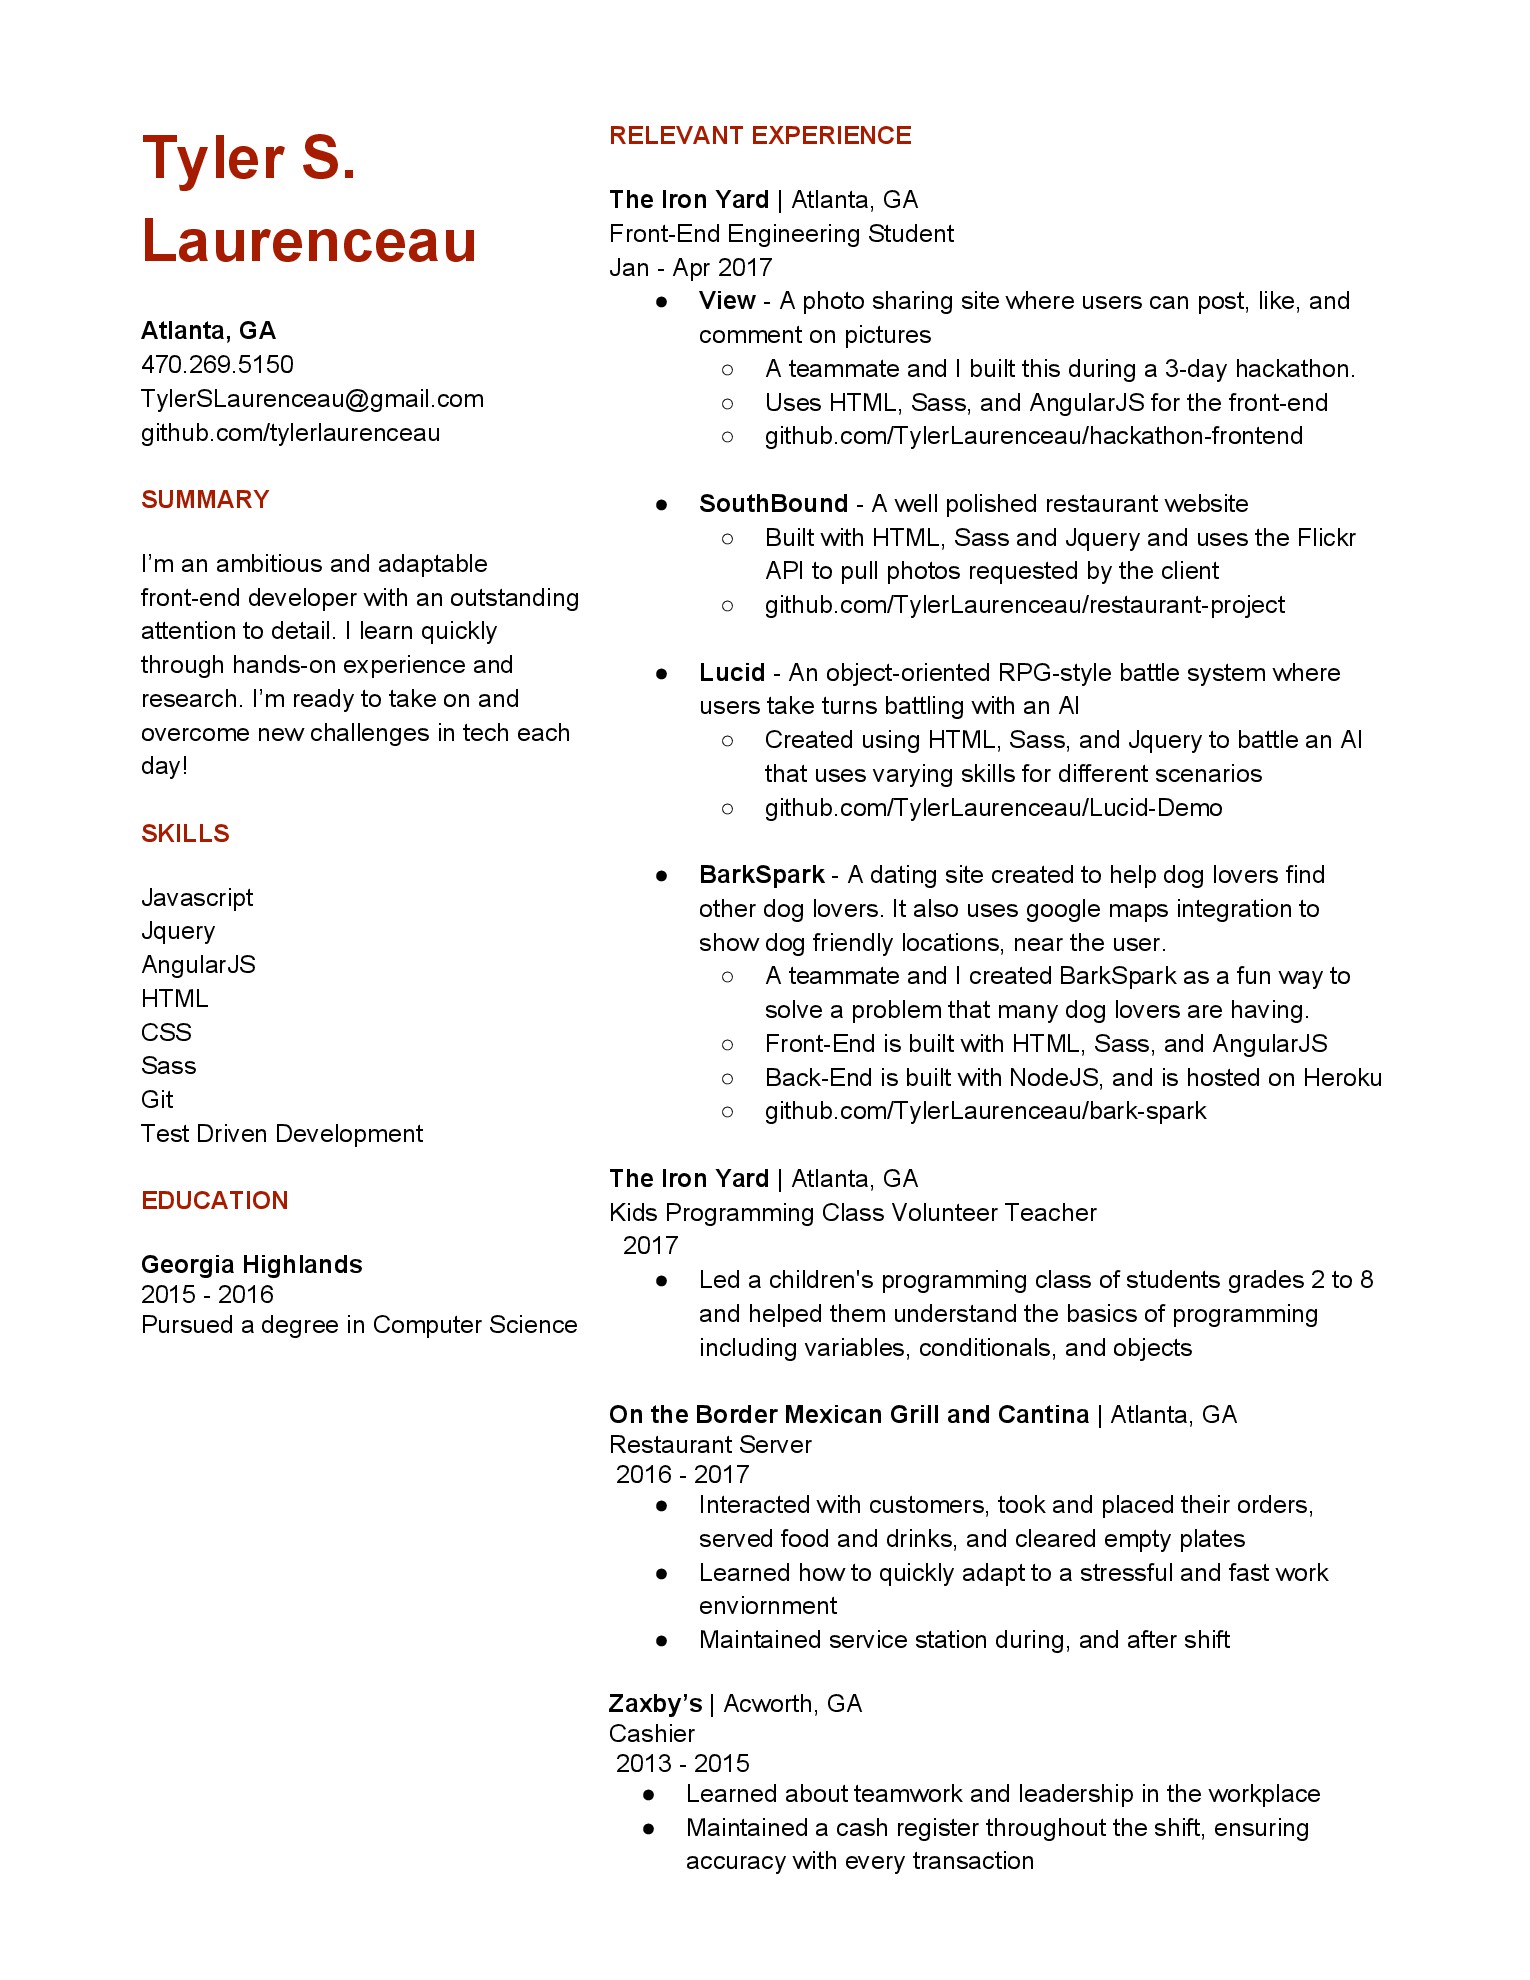 Tyler S.
Laurenceau
Atlanta, GA
470.269.5150
TylerSLaurenceau@gmail.com
github.com/tylerlaurenceau
SUMMARY
I’m an ambitious and adaptable
front-end developer with an outstanding
attention to detail. I learn quickly
through hands-on experience and
research. I’m ready to take on and
overcome new challenges in tech each
day!
SKILLS
Javascript
Jquery
AngularJS
HTML
CSS
Sass
Git
Test Driven Development
EDUCATION
Georgia Highlands
2015 - 2016
Pursued a degree in Computer Science
RELEVANT EXPERIENCE
The Iron Yard | Atlanta, GA
Front-End Engineering Student
Jan - Apr 2017
● View - A photo sharing site where users can post, like, and
comment on pictures
○ A teammate and I built this during a 3-day hackathon.
○ Uses HTML, Sass, and AngularJS for the front-end
○ github.com/TylerLaurenceau/hackathon-frontend
● SouthBound - A well polished restaurant website
○ Built with HTML, Sass and Jquery and uses the Flickr
API to pull photos requested by the client
○ github.com/TylerLaurenceau/restaurant-project
● Lucid - An object-oriented RPG-style battle system where
users take turns battling with an AI
○ Created using HTML, Sass, and Jquery to battle an AI
that uses varying skills for different scenarios
○ github.com/TylerLaurenceau/Lucid-Demo
● BarkSpark - A dating site created to help dog lovers find
other dog lovers. It also uses google maps integration to
show dog friendly locations, near the user.
○ A teammate and I created BarkSpark as a fun way to
solve a problem that many dog lovers are having.
○ Front-End is built with HTML, Sass, and AngularJS
○ Back-End is built with NodeJS, and is hosted on Heroku
○ github.com/TylerLaurenceau/bark-spark
The Iron Yard | Atlanta, GA
Kids Programming Class Volunteer Teacher
2017
● Led a children's programming class of students grades 2 to 8
and helped them understand the basics of programming
including variables, conditionals, and objects
On the Border Mexican Grill and Cantina | Atlanta, GA
Restaurant Server
2016 - 2017
● Interacted with customers, took and placed their orders,
served food and drinks, and cleared empty plates
● Learned how to quickly adapt to a stressful and fast work
enviornment
● Maintained service station during, and after shift
Zaxby’s | Acworth, GA
Cashier
2013 - 2015
● Learned about teamwork and leadership in the workplace
● Maintained a cash register throughout the shift, ensuring
accuracy with every transaction